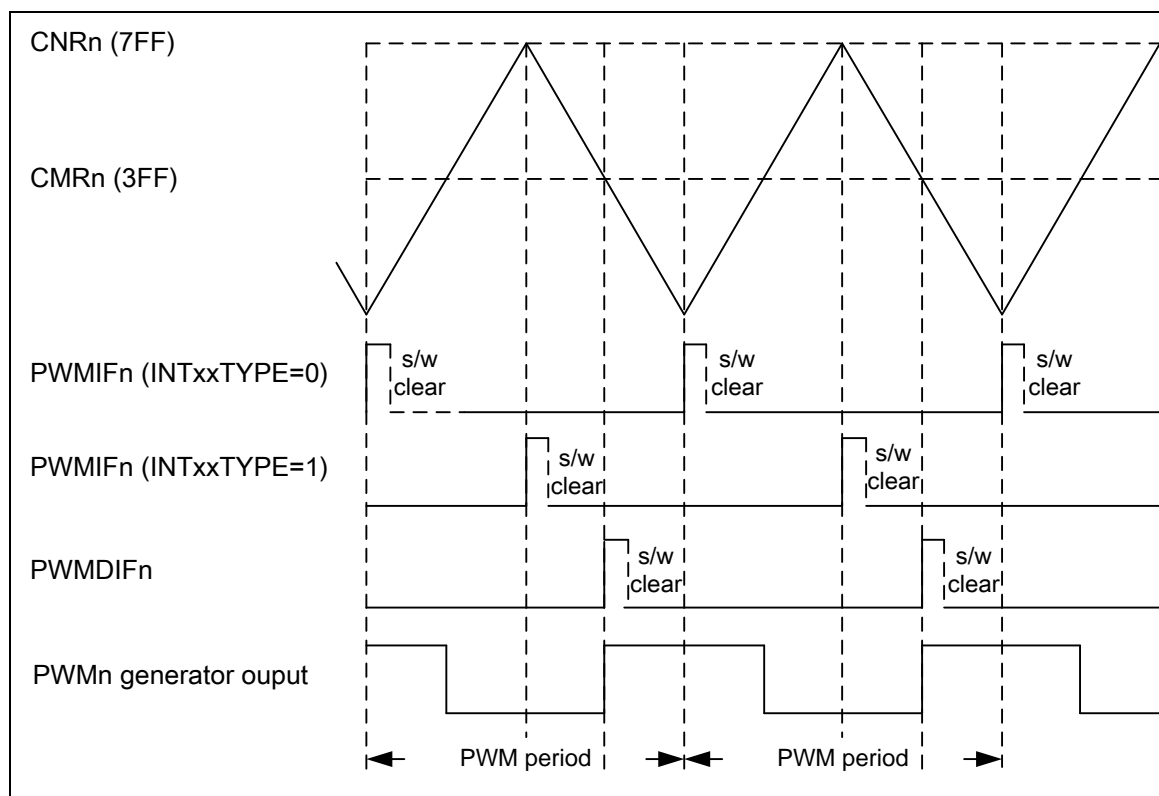 CNRn (7FF)
CMRn (3FF)
PWMIFn (INTxxTYPE=0)
s/w
clear
s/w
clear
s/w
clear
PWMIFn (INTxxTYPE=1)
s/w
clear
s/w
clear
PWMDIFn
s/w
clear
s/w
clear
PWMn generator ouput
PWM period
PWM period